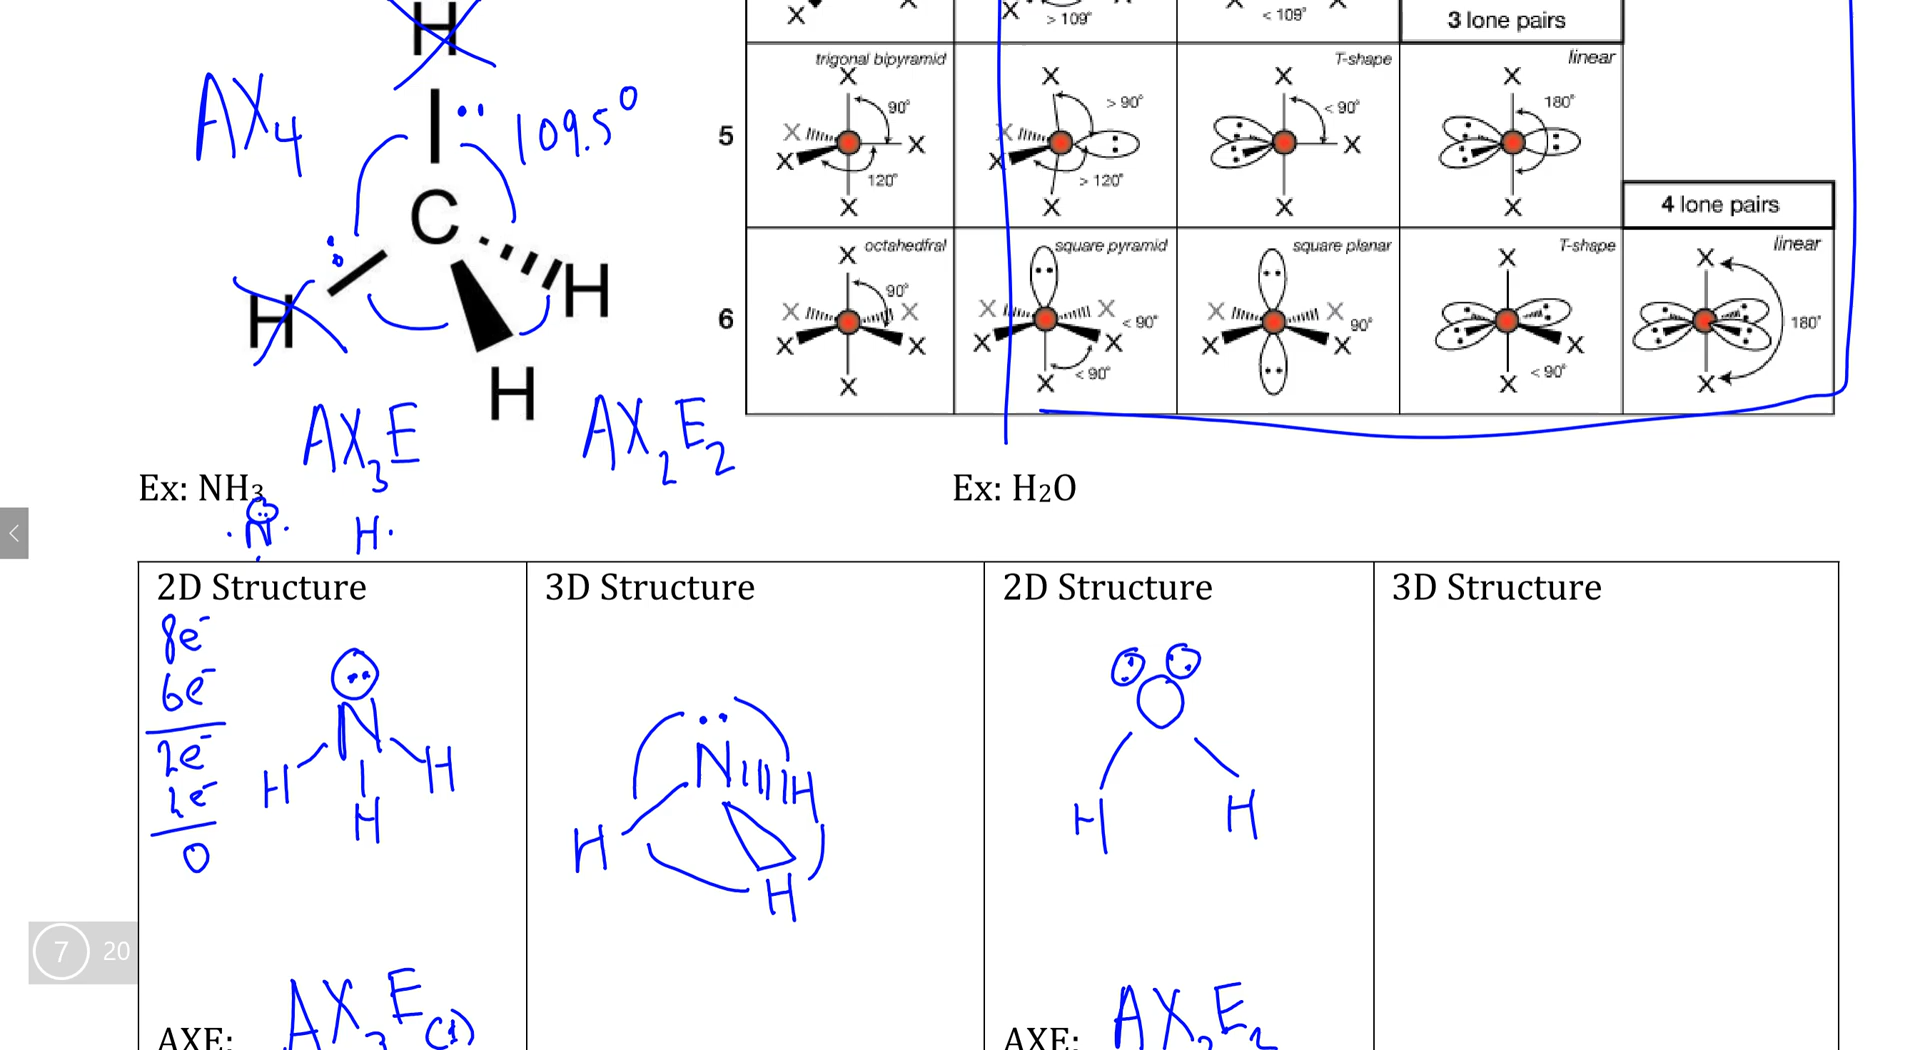 H
AX4
109.5°
C
H
H
H
AX3E
AX2E2
X
X
X
> 109°
X
X
< 109°
X
3 lone pairs
5
trigonal bipyramid
X
90°
X
X
X
120°
X
X
> 90°
X
X
> 120°
X
T-shape
X
< 90°
X
X
linear
X
180°
X
4 lone pairs
6
octahedfral
X
90°
X
X
X
X
X
square pyramid
X
X
< 90°
X
X
< 90°
X
square planar
X
X
90°
X
X
T-shape
X
X
< 90°
X
linear
X
180°
X
Ex: NH3
N
H
Ex: H2O
2D Structure
8e-
6e-
2e-
2e-
0
N
H
H
H
3D Structure
N
H
H
H
2D Structure
O
H
H
3D Structure
AXE: AX3E(1)
AXE: AX2E2
7
20